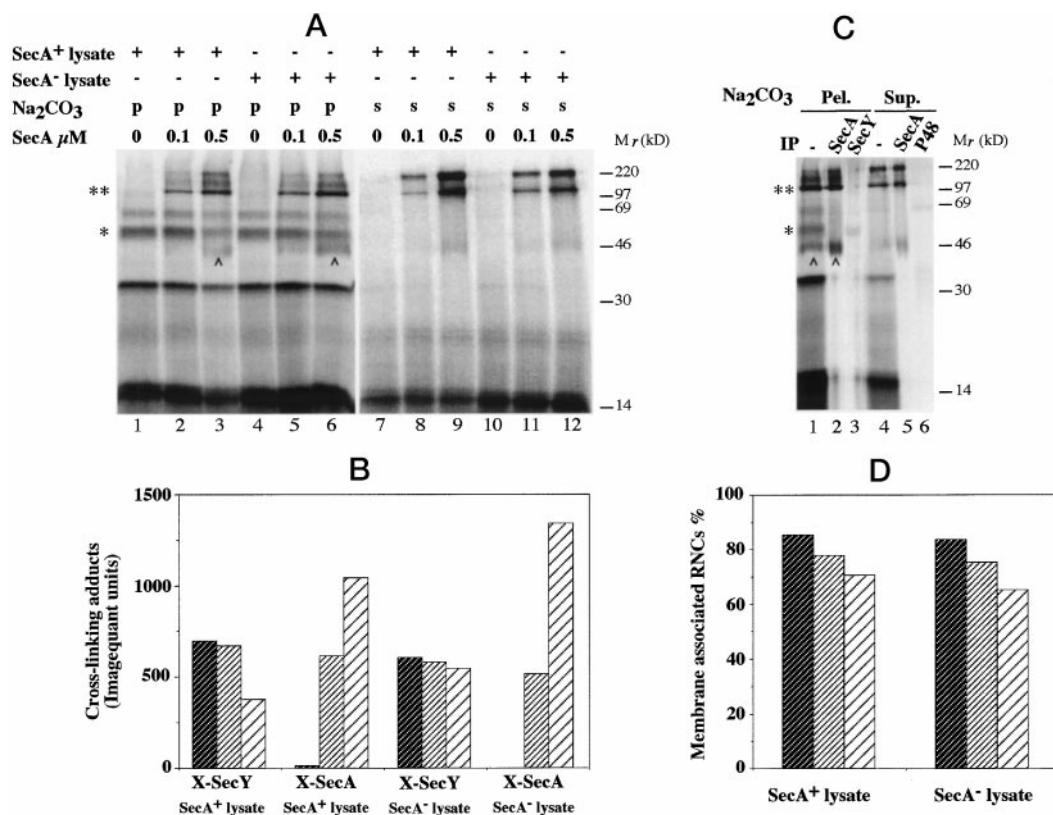 A
SecA+ lysate + + + - - - + + + - - -
SecA- lysate - - - + + + - - - + + +
Na2CO3 p p p p p p s s s s s s
SecA µM 0 0.1 0.5 0 0.1 0.5 0 0.1 0.5 0 0.1 0.5 Mr (kD)
220
** 97
69
* 46
^ ^
30
14
1 2 3 4 5 6 7 8 9 10 11 12
C
Na2CO3 Pel. Sup.
IP - SecA SecY - SecA P48 Mr (kD)
220
** 97
69
* 46
^ ^
30
14
1 2 3 4 5 6
B
Cross-linking adducts
(Imagequant units)
1500
1000
500
0
X-SecY X-SecA X-SecY X-SecA
SecA+ lysate SecA+ lysate SecA- lysate SecA- lysate
D
Membrane associated RNCs %
100
80
60
40
20
0
SecA+ lysate SecA- lysate